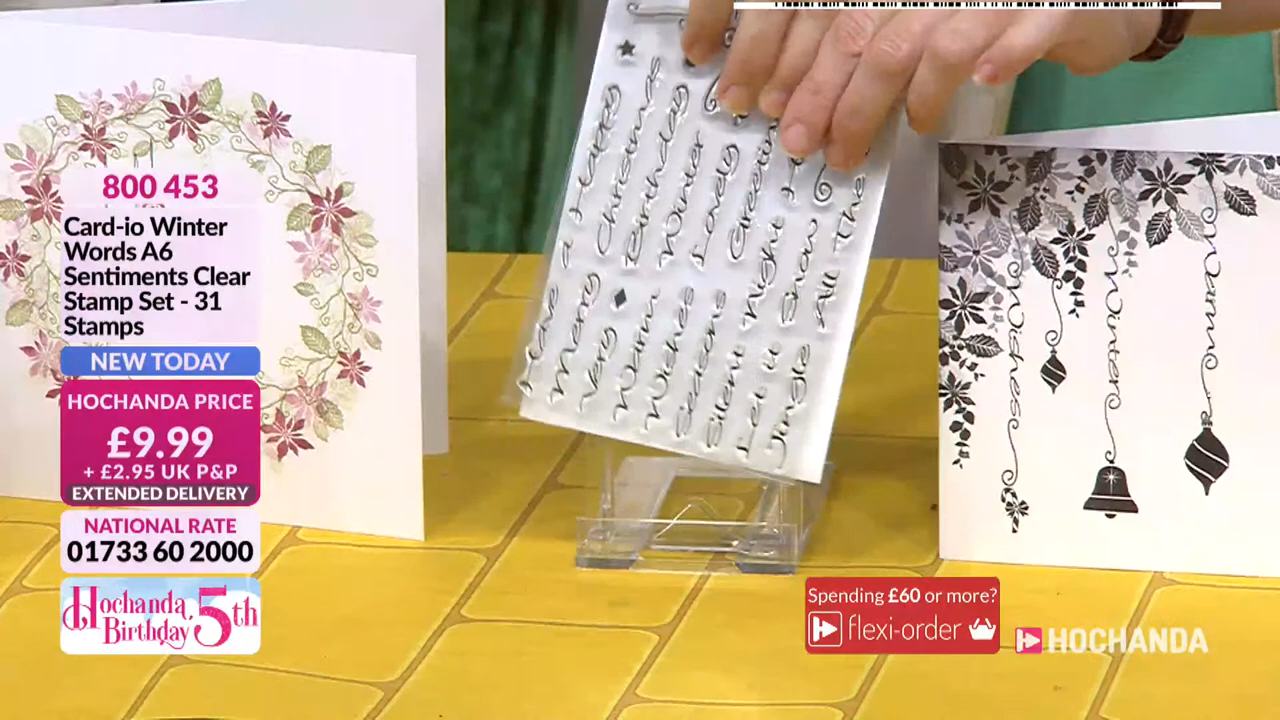 800 453
Card-io Winter
Words A6
Sentiments Clear
Stamp Set - 31
Stamps
NEW TODAY
HOCHANDA PRICE
£9.99
+ £2.95 UK P&P
EXTENDED DELIVERY
NATIONAL RATE
01733 60 2000
Hochanda
Birthday
5th
Christmas
Birthday
Winter
Lovely
Greetings
Night
Snow
All The
Have
Merry
Very
Warm
Wishes
Seasons
Silent
Let it
Jingle
Wishes
Winter
Warm
Spending £60 or more?
flexi-order
HOCHANDA